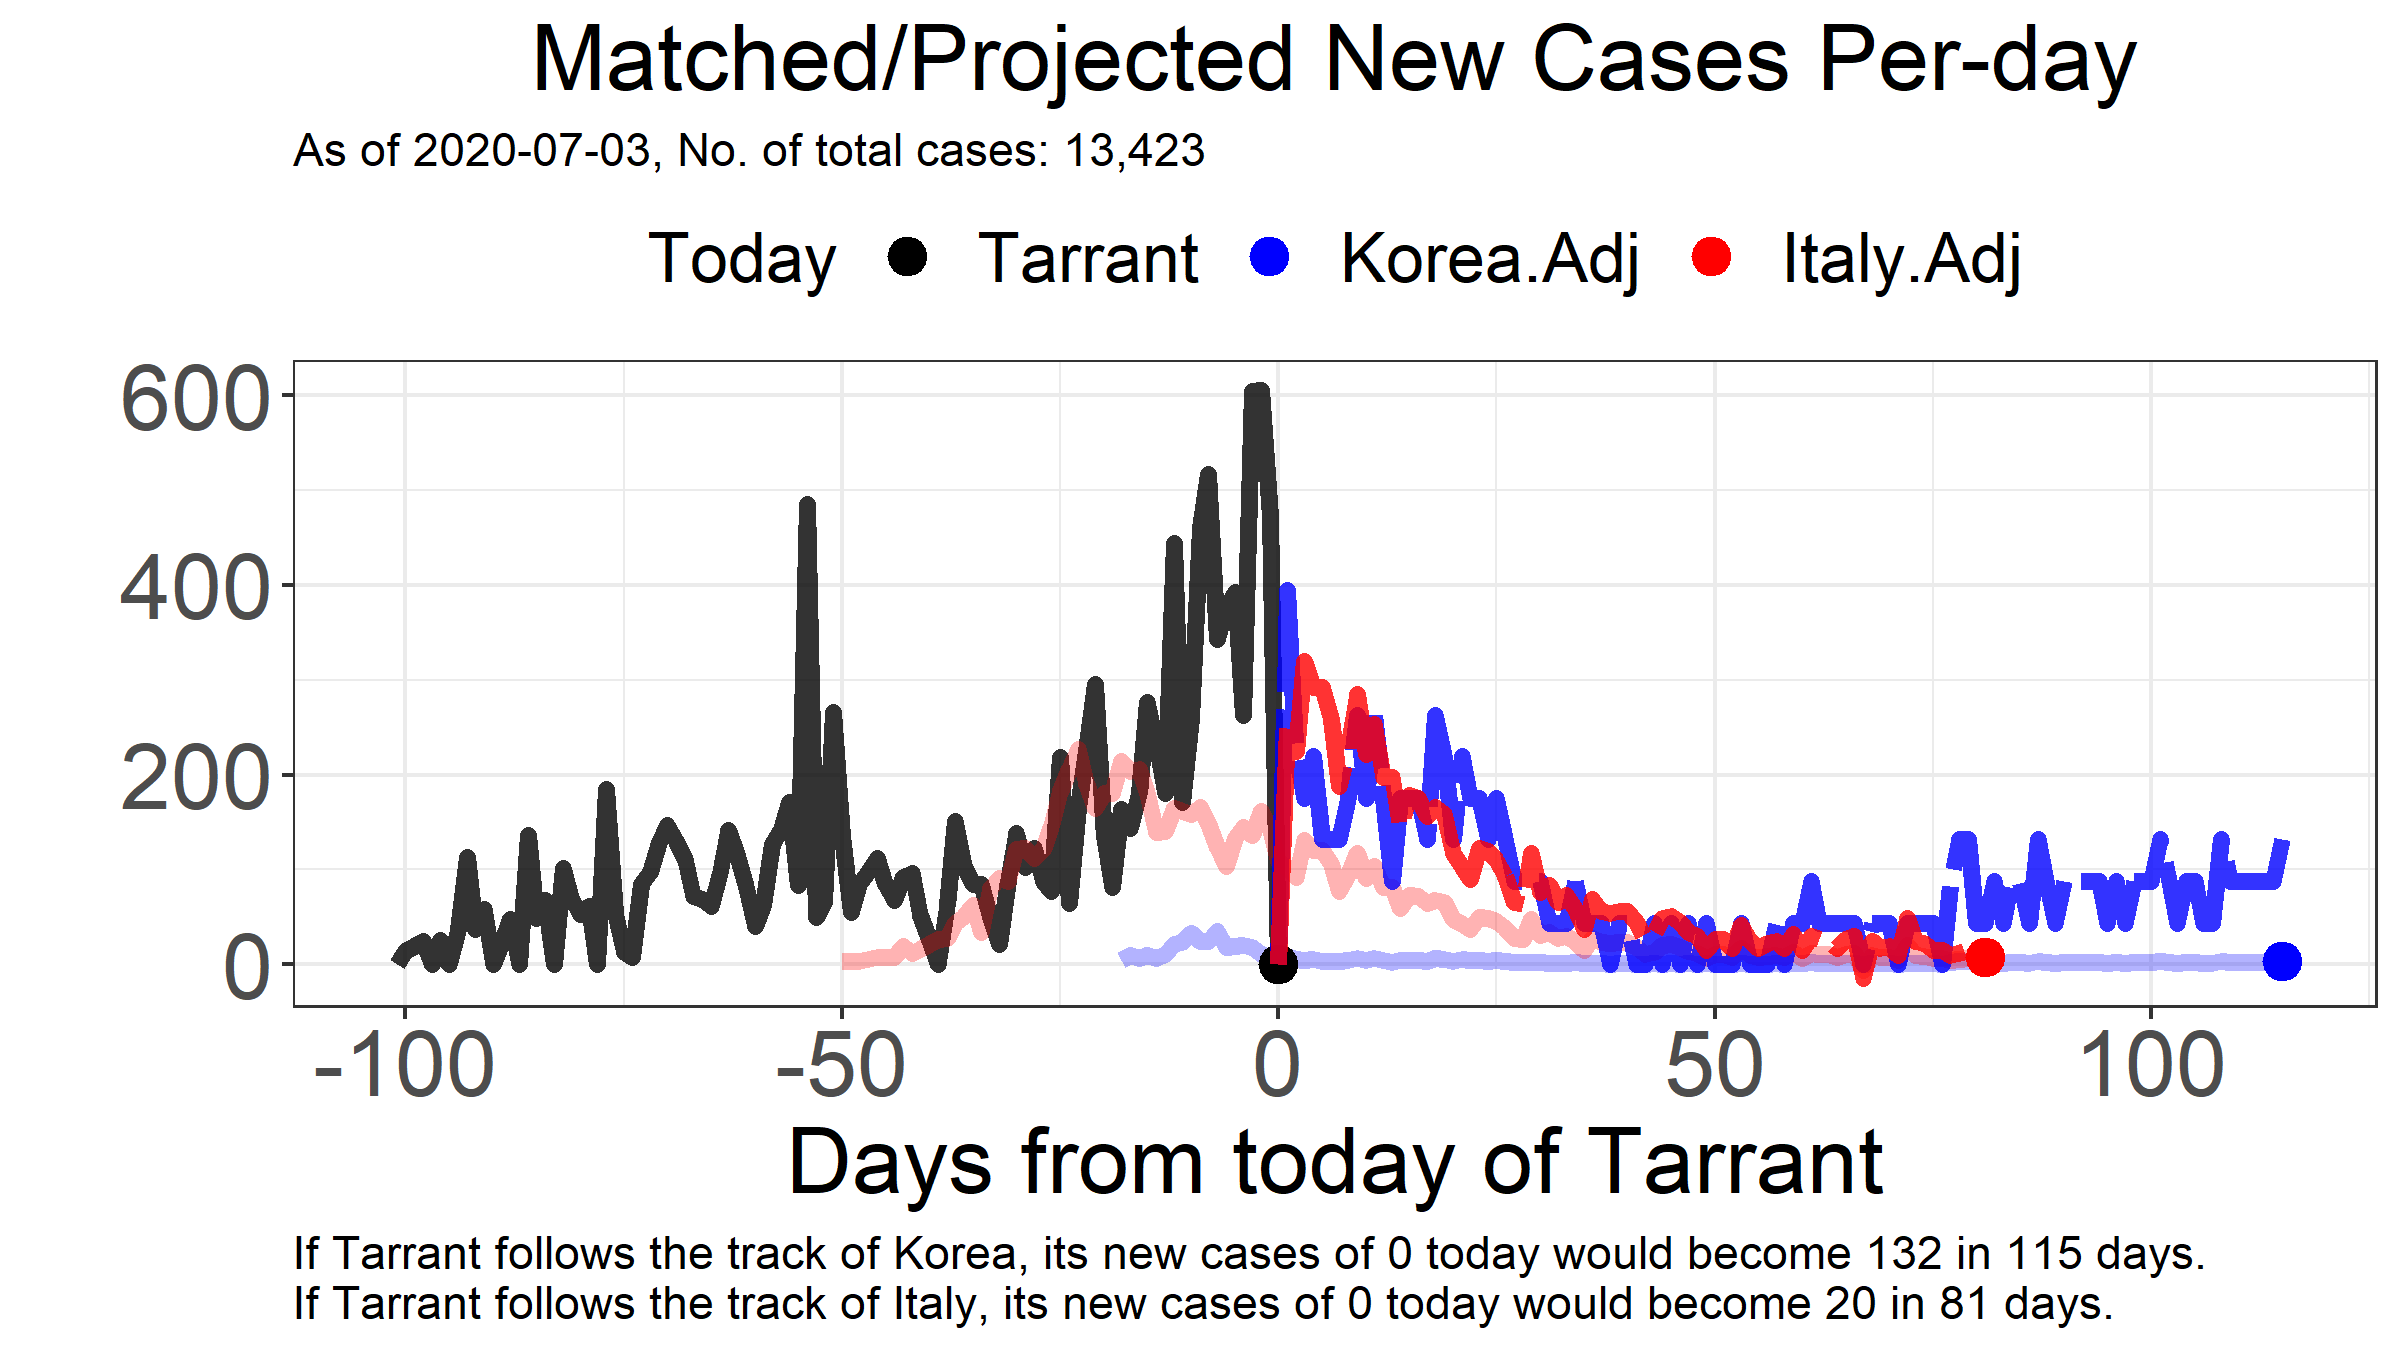 Matched/Projected New Cases Per-day
As of 2020-07-03, No. of total cases: 13,423
Today Tarrant Korea.Adj Italy.Adj
600
400
200
0
-100 -50 0 50 100
Days from today of Tarrant
If Tarrant follows the track of Korea, its new cases of 0 today would become 132 in 115 days.
If Tarrant follows the track of Italy, its new cases of 0 today would become 20 in 81 days.